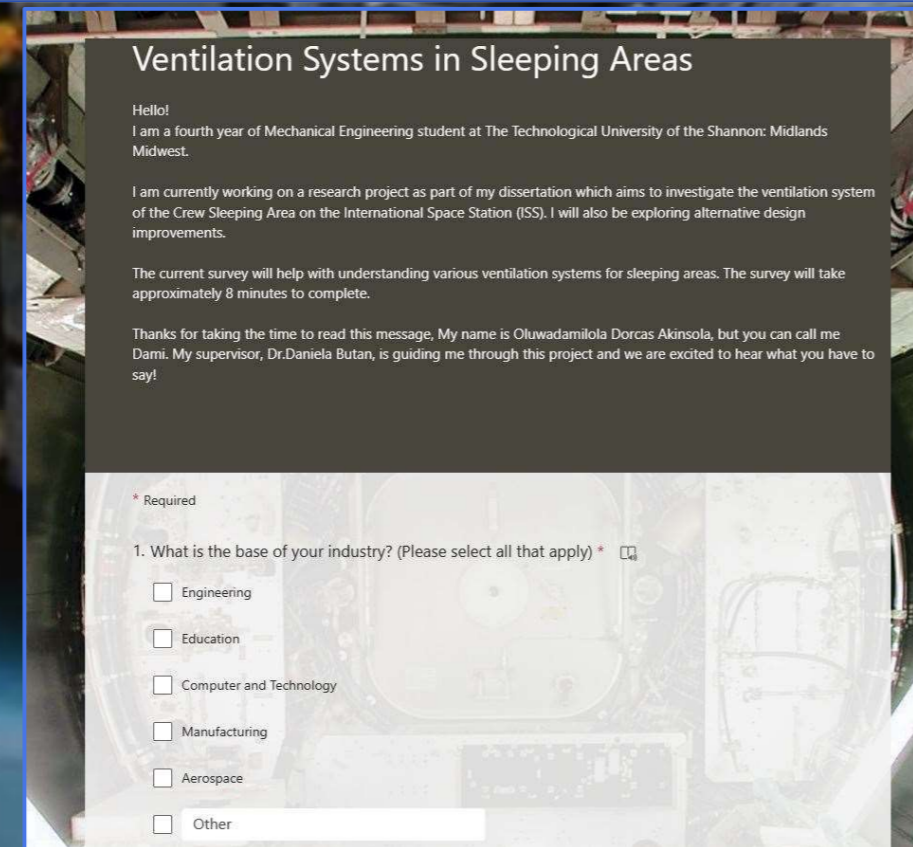 Ventilation Systems in Sleeping Areas
Hello!
I am a fourth year of Mechanical Engineering student at The Technological University of the Shannon: Midlands
Midwest.
I am currently working on a research project as part of my dissertation which aims to investigate the ventilation system
of the Crew Sleeping Area on the International Space Station (ISS). I will also be exploring alternative design
improvements.
The current survey will help with understanding various ventilation systems for sleeping areas. The survey will take
approximately 8 minutes to complete.
Thanks for taking the time to read this message, My name is Oluwadamilola Dorcas Akinsola, but you can call me
Dami. My supervisor, Dr.Daniela Butan, is guiding me through this project and we are excited to hear what you have to
say!
* Required
1. What is the base of your industry? (Please select all that apply) *
Engineering
Education
Computer and Technology
Manufacturing
Aerospace
Other